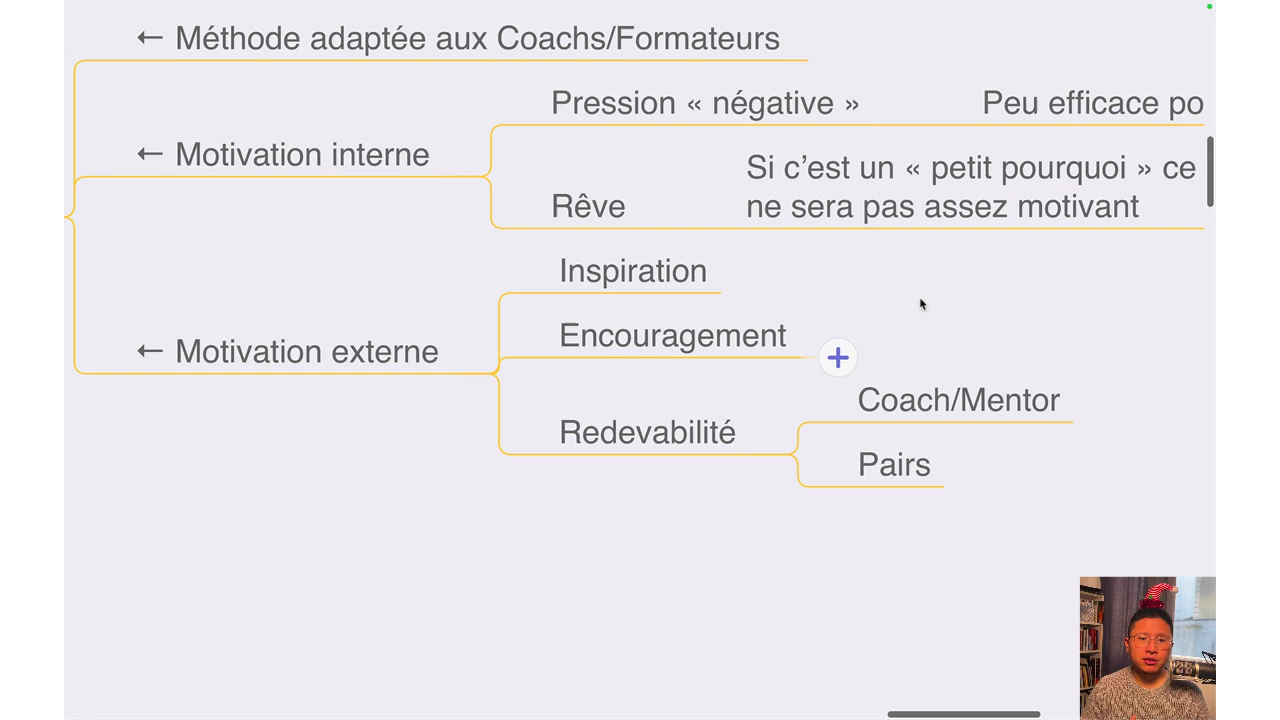 ← Méthode adaptée aux Coachs/Formateurs
Pression « négative »
Peu efficace po
← Motivation interne
Si c’est un « petit pourquoi » ce
ne sera pas assez motivant
Rêve
Inspiration
Encouragement
← Motivation externe
Coach/Mentor
Redevabilité
Pairs